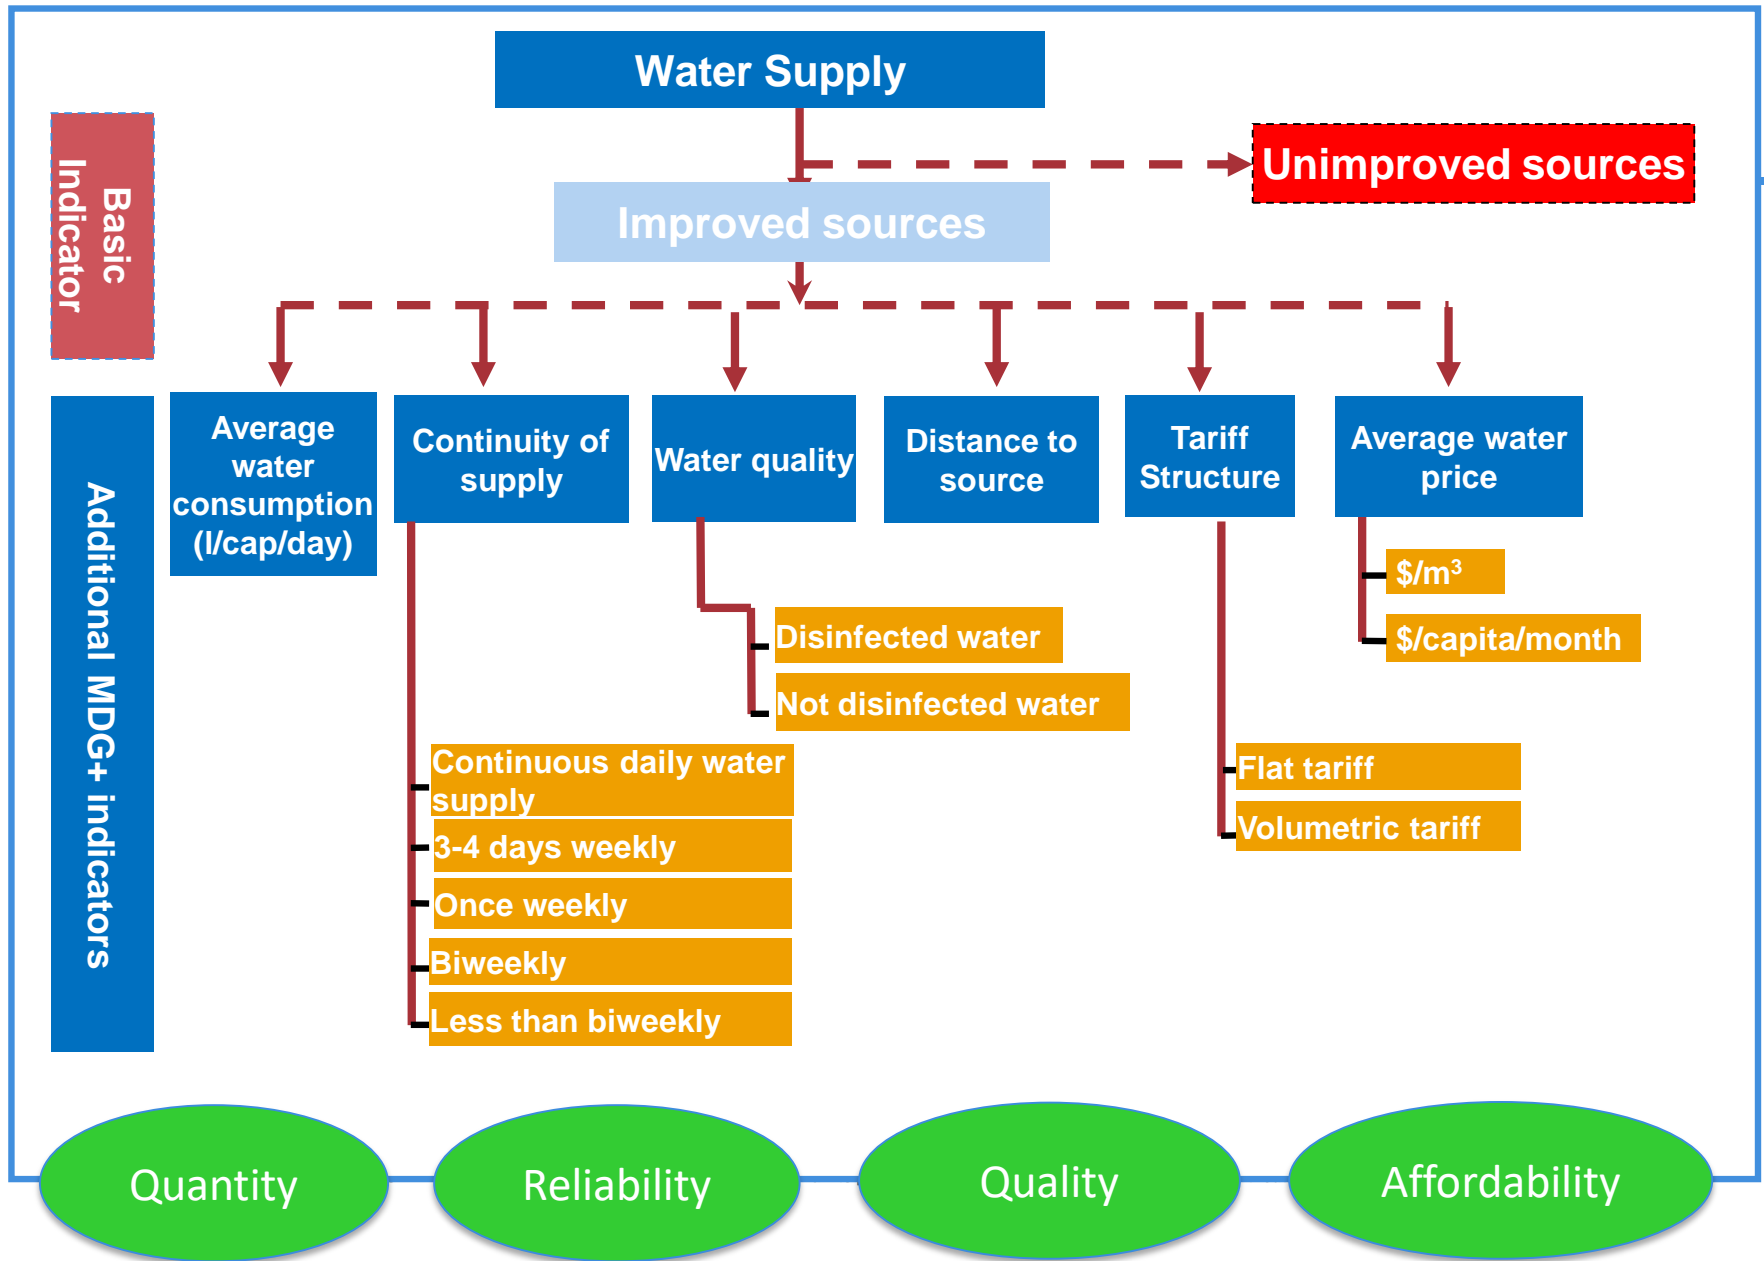 Water Supply
Basic
Indicator
Unimproved sources
Improved sources
Additional MDG+ indicators
Average
water
consumption
(l/cap/day)
Continuity of
supply
Water quality
Distance to
source
Tariff
Structure
Average water
price
$/m³
$/capita/month
Disinfected water
Not disinfected water
Continuous daily water
supply
3-4 days weekly
Once weekly
Biweekly
Less than biweekly
Flat tariff
Volumetric tariff
Quantity
Reliability
Quality
Affordability